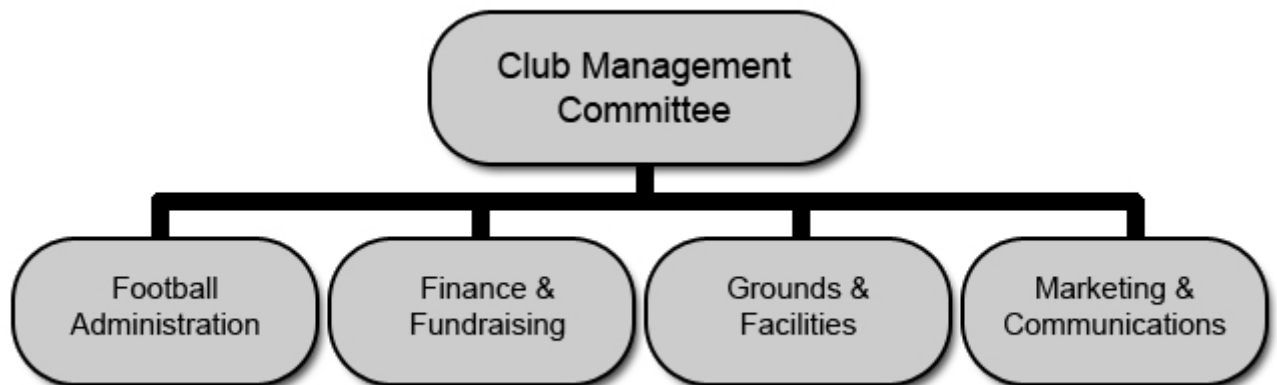 Club Management
Committee
Football
Administration
Finance &
Fundraising
Grounds &
Facilities
Marketing &
Communications